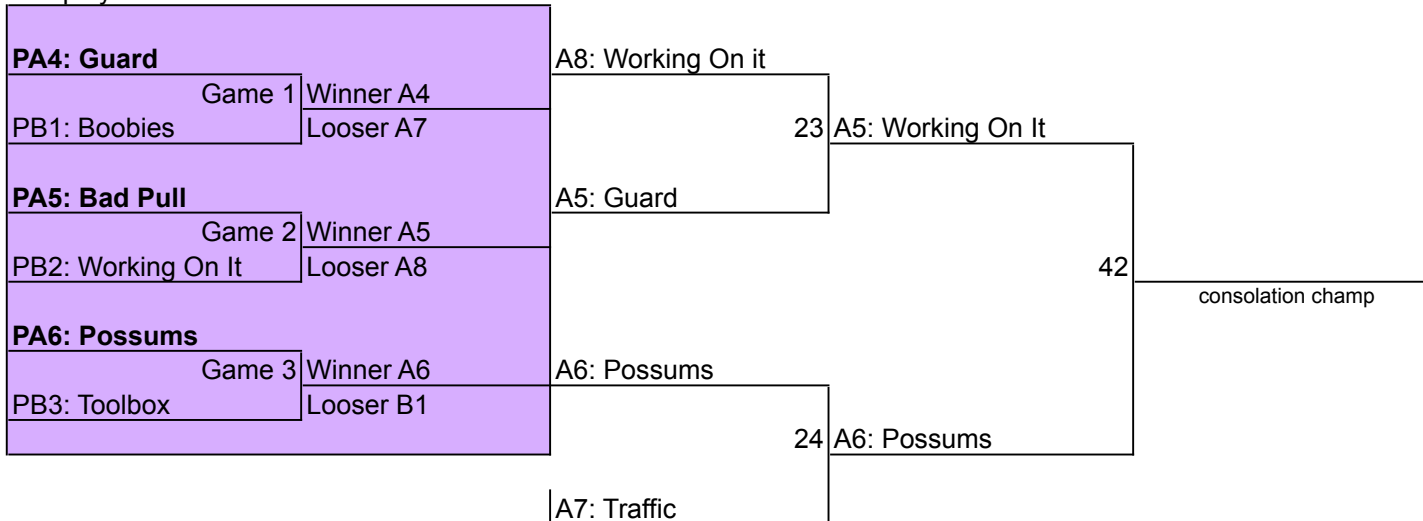 PA4: Guard
A8: Working On it
Game 1 Winner A4
PB1: Boobies
Looser A7
23 A5: Working On It
PA5: Bad Pull
A5: Guard
Game 2 Winner A5
PB2: Working On It
Looser A8
42
consolation champ
PA6: Possums
Game 3 Winner A6
A6: Possums
PB3: Toolbox
Looser B1
24 A6: Possums
A7: Traffic